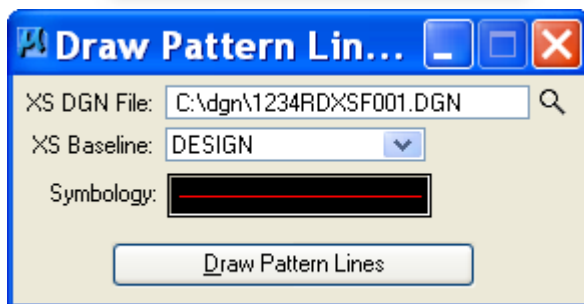 Draw Pattern Lin...
XS DGN File: C:\dgn\1234RDXSF001.DGN
XS Baseline: DESIGN
Symbology:
Draw Pattern Lines